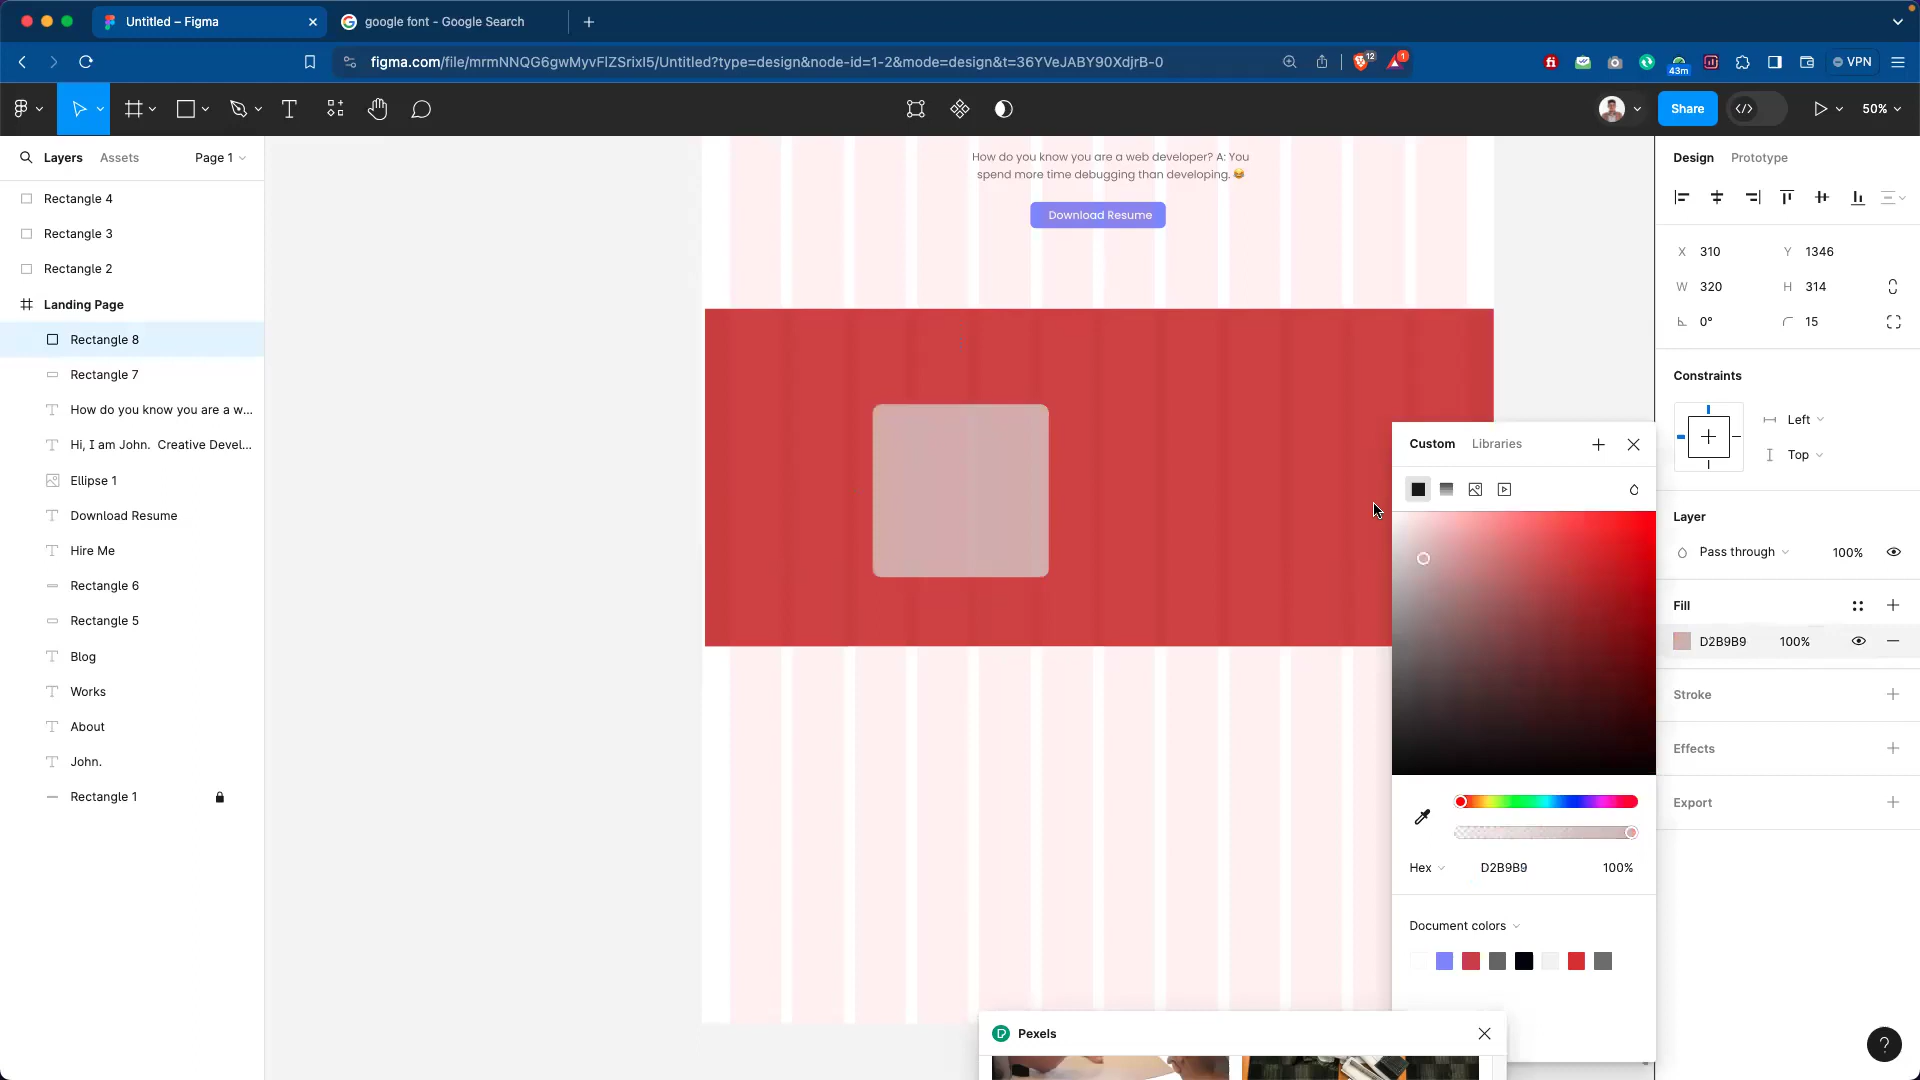 Untitled – Figma
google font - Google Search
figma.com/file/mrmNNQG6gwMyvFlZSrixI5/Untitled?type=design&node-id=1-2&mode=design&t=36YVeJABY90XdjrB-0
12
1
43m
VPN
Share
50%
Layers
Assets
Page 1
Rectangle 4
Rectangle 3
Rectangle 2
Landing Page
Rectangle 8
Rectangle 7
How do you know you are a w...
Hi, I am John. Creative Devel...
Ellipse 1
Download Resume
Hire Me
Rectangle 6
Rectangle 5
Blog
Works
About
John.
Rectangle 1
How do you know you are a web developer? A: You
spend more time debugging than developing. 😂
Download Resume
Custom
Libraries
Hex
D2B9B9
100%
Document colors
Pexels
Design
Prototype
X 310
Y 1346
W 320
H 314
0°
15
Constraints
Left
Top
Layer
Pass through
100%
Fill
D2B9B9
100%
Stroke
Effects
Export
?